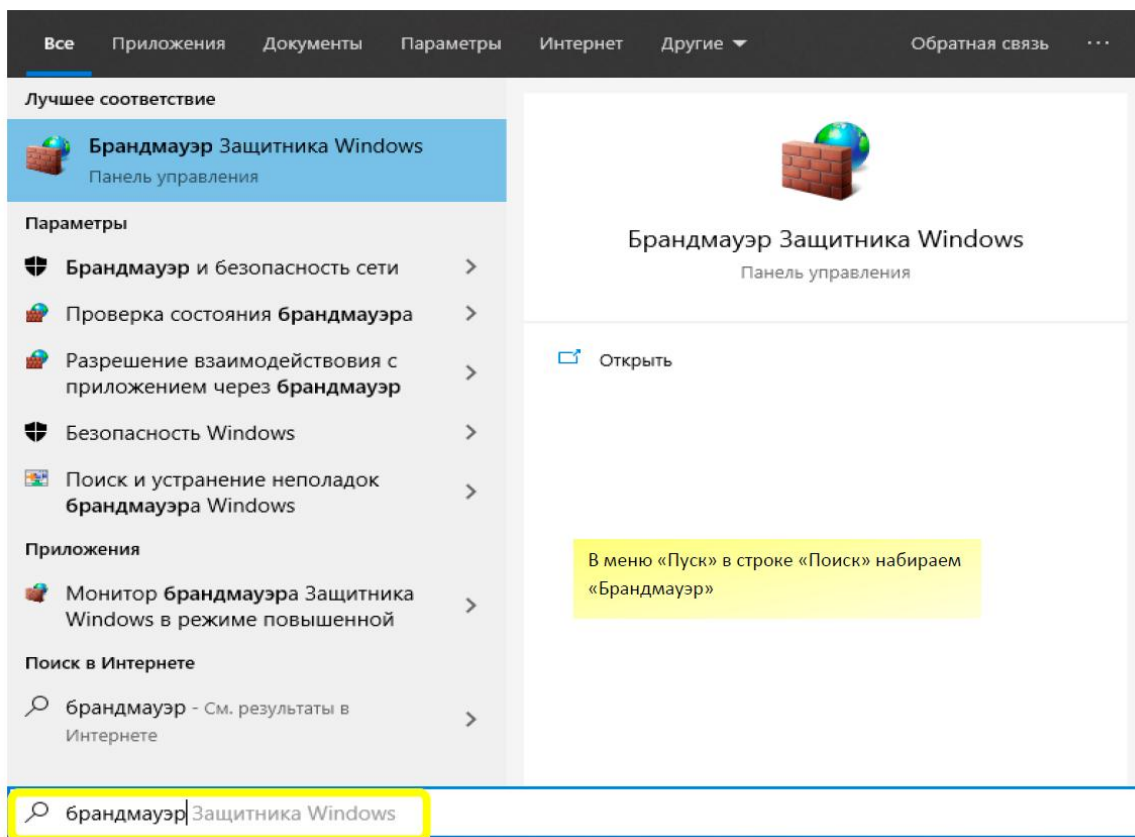 Все Приложения Документы Параметры Интернет Другие Обратная связь ...
Лучшее соответствие
Брандмауэр Защитника Windows
Панель управления
Параметры
Брандмауэр и безопасность сети
Проверка состояния брандмауэра
Разрешение взаимодействовия с
приложением через брандмауэр
Безопасность Windows
Поиск и устранение неполадок
брандмауэра Windows
Приложения
Монитор брандмауэра Защитника
Windows в режиме повышенной
Поиск в Интернете
брандмауэр - См. результаты в
Интернете
брандмауэр Защитника Windows
Брандмауэр Защитника Windows
Панель управления
Открыть
В меню «Пуск» в строке «Поиск» набираем
«Брандмауэр»